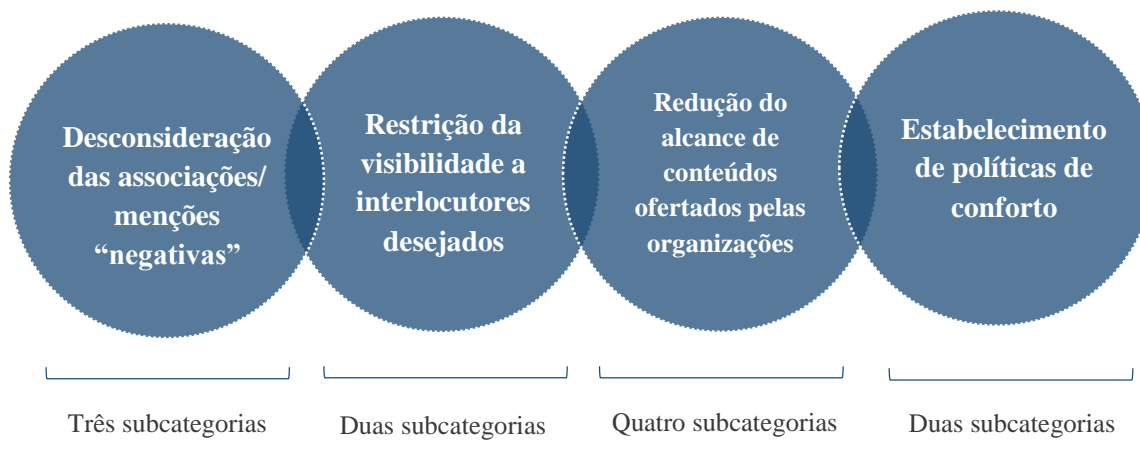 Desconsideração
das associações/
menções
“negativas”
Restrição da
visibilidade a
interlocutores
desejados
Redução do
alcance de
conteúdos
ofertados pelas
organizações
Estabelecimento
de políticas de
conforto
Três subcategorias
Duas subcategorias
Quatro subcategorias
Duas subcategorias